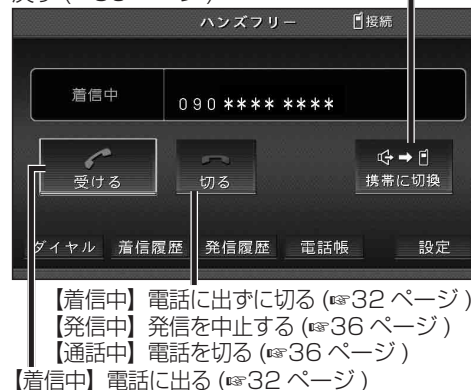 ハンズフリー 接続
着信中 090 **** ****
受ける 切る 携帯に切換
ダイヤル 着信履歴 発信履歴 電話帳 設定
【着信中】電話に出ずに切る (☞32 ページ)
【発信中】発信を中止する (☞36 ページ)
【通話中】電話を切る (☞36 ページ)
【着信中】電話に出る (☞32 ページ)